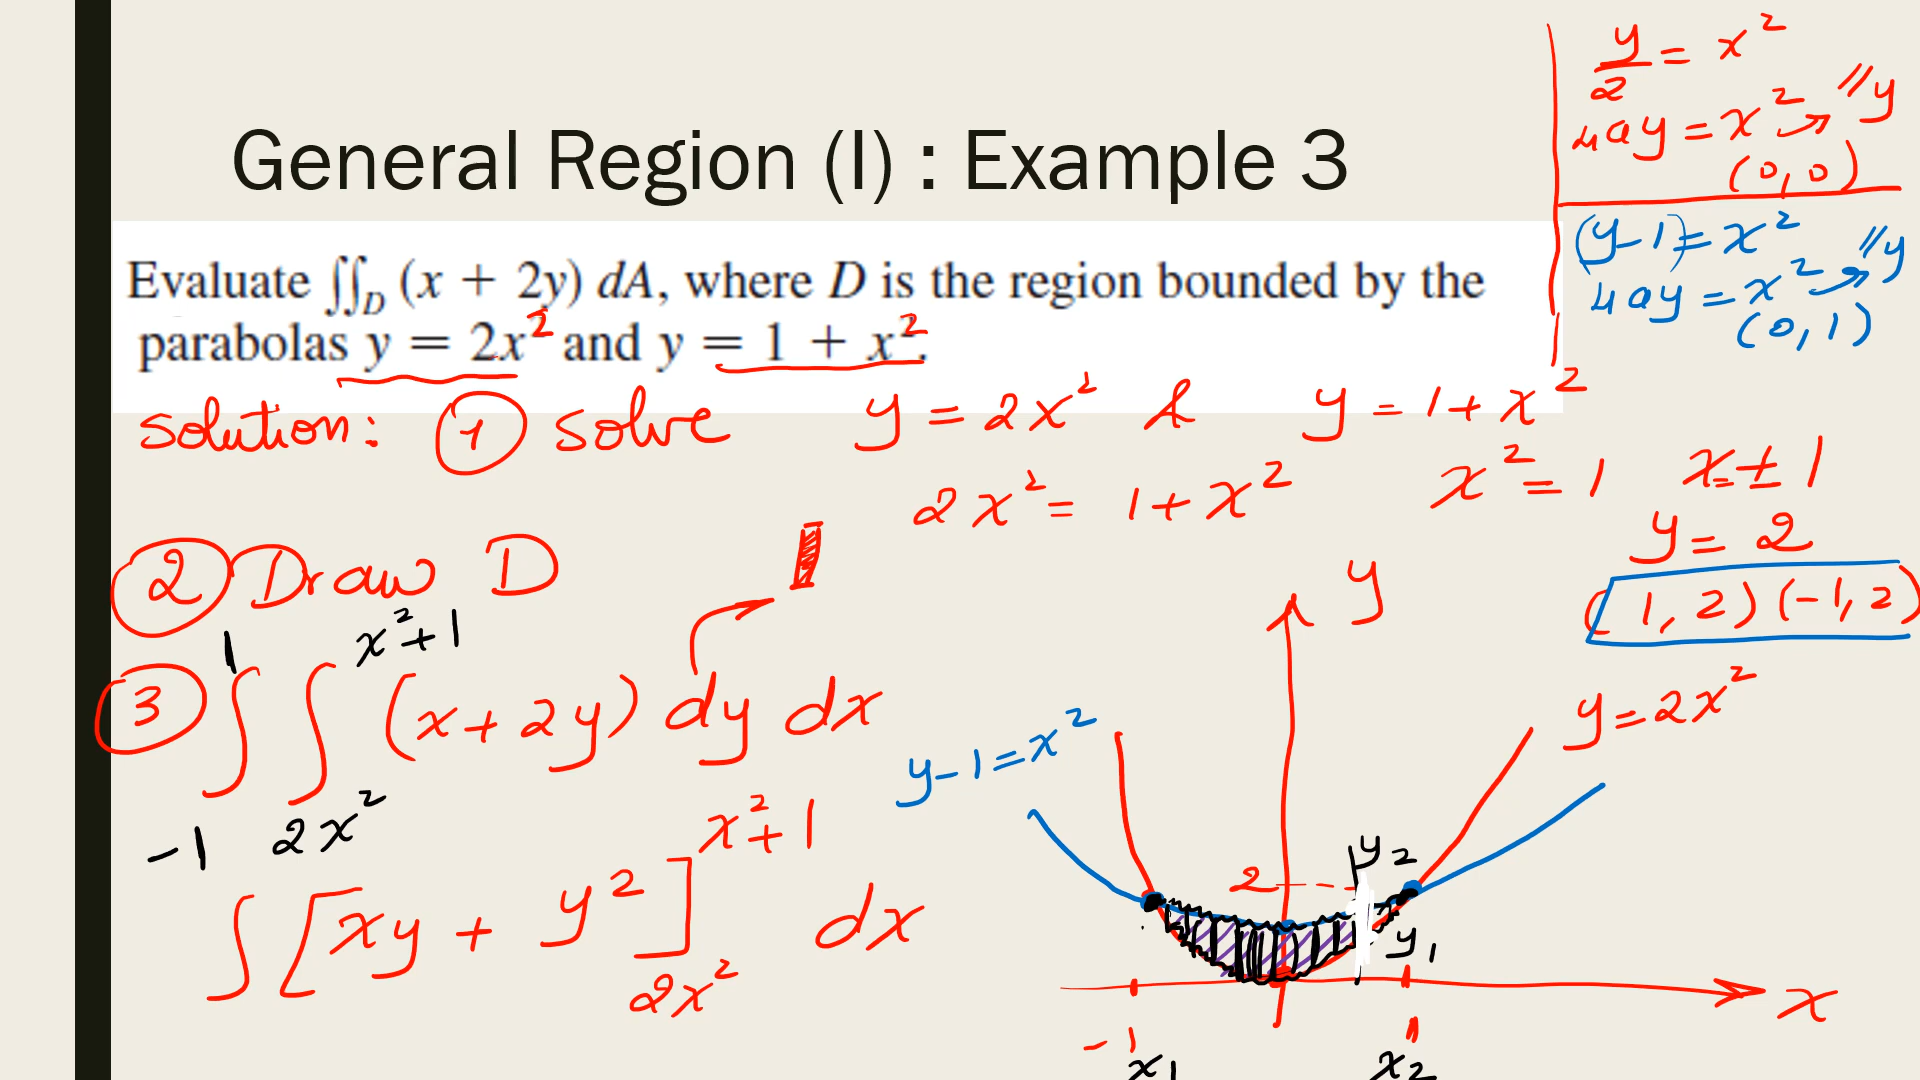 General Region (I) : Example 3
Evaluate ∬_D (x + 2y) dA, where D is the region bounded by the
parabolas y = 2x² and y = 1 + x².
solution: ① solve y = 2x² & y = 1 + x²
2x² = 1 + x² x² = 1 x = ± 1
y = 2
(1, 2) (-1, 2)
② Draw D
③ ∫_{-1}^{1} ∫_{2x²}^{x²+1} (x + 2y) dy dx
∫ [xy + y²]_{2x²}^{x²+1} dx
y/2 = x²
4ay = x² → // y
(0, 0)
(y-1) = x²
4ay = x² → // y
(0, 1)
y
y = 2x²
y-1 = x²
2
y₂
y₁
x
-1
1
x₁
x₂